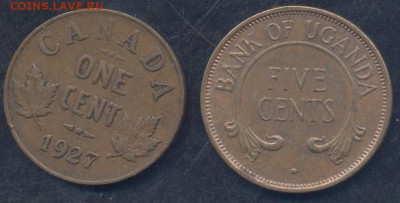 COINS.LAVE.RU
CANADA
ONE
CENT
1927
BANK OF UGANDA
FIVE
CENTS